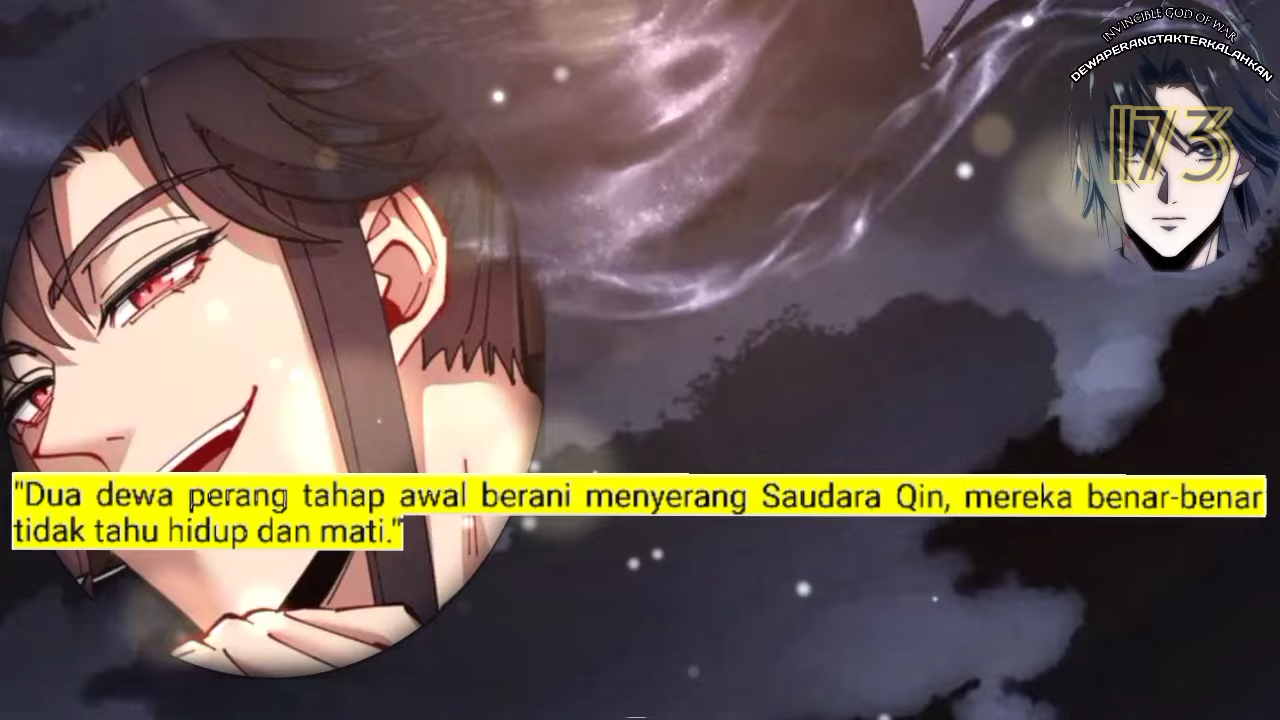 INVINCIBLE GOD OF WAR
DEWAPERANGTAKTERKALAHKAN
173
"Dua dewa perang tahap awal berani menyerang Saudara Qin, mereka benar-benar
tidak tahu hidup dan mati."